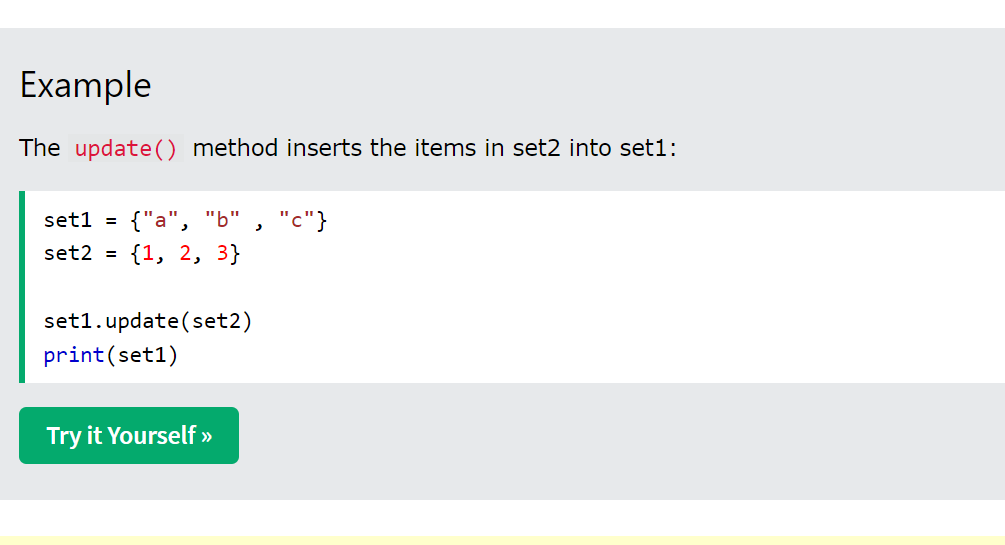 Example
The update() method inserts the items in set2 into set1:
set1 = {"a", "b" , "c"}
set2 = {1, 2, 3}
set1.update(set2)
print(set1)
Try it Yourself »